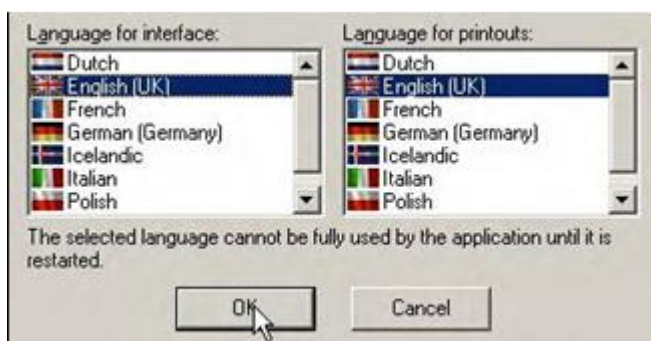 Language for interface:
Dutch
English (UK)
French
German (Germany)
Icelandic
Italian
Polish
Language for printouts:
Dutch
English (UK)
French
German (Germany)
Icelandic
Italian
Polish
The selected language cannot be fully used by the application until it is
restarted.
OK
Cancel